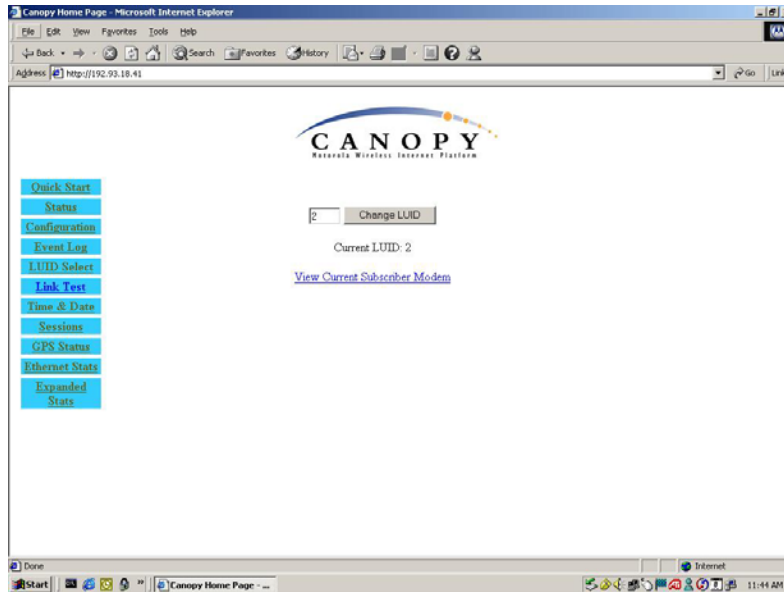 Canopy Home Page - Microsoft Internet Explorer
File Edit View Favorites Tools Help
Back Search Favorites History
Address http://192.93.18.41 Go Link
CANOPY
Motorola Wireless Internet Platform
Quick Start
Status
Configuration
Event Log
LUID Select
Link Test
Time & Date
Sessions
GPS Status
Ethernet Stats
Expanded
Stats
2 Change LUID
Current LUID: 2
View Current Subscriber Modem
Done Internet
Start » Canopy Home Page - ... 11:44 AM